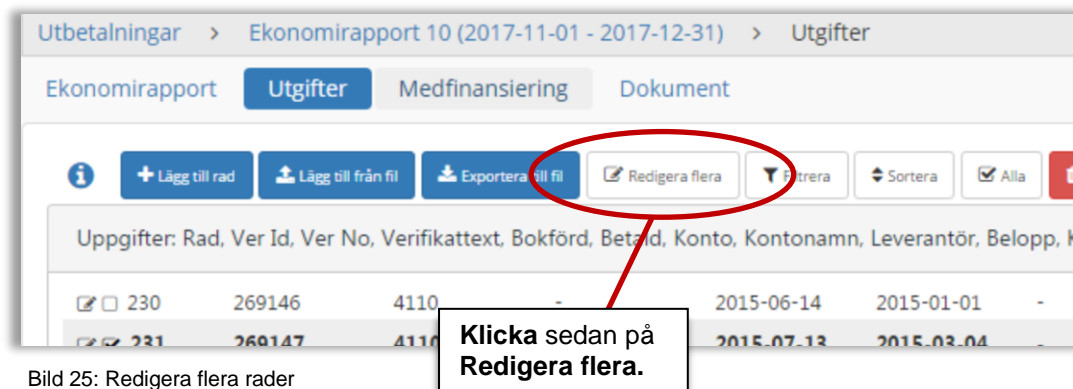 Utbetalningar > Ekonomirapport 10 (2017-11-01 - 2017-12-31) > Utgifter
Ekonomirapport Utgifter Medfinansiering Dokument
Lägg till rad Lägg till från fil Exportera till fil Redigera flera Filtrera Sortera Alla
Uppgifter: Rad, Ver Id, Ver No, Verifikattext, Bokförd, Betald, Konto, Kontonamn, Leverantör, Belopp,
230 269146 4110 - 2015-06-14 2015-01-01 -
231 269147 4110 2015-07-13 2015-03-04 -
Klicka sedan på
Redigera flera.
Bild 25: Redigera flera rader